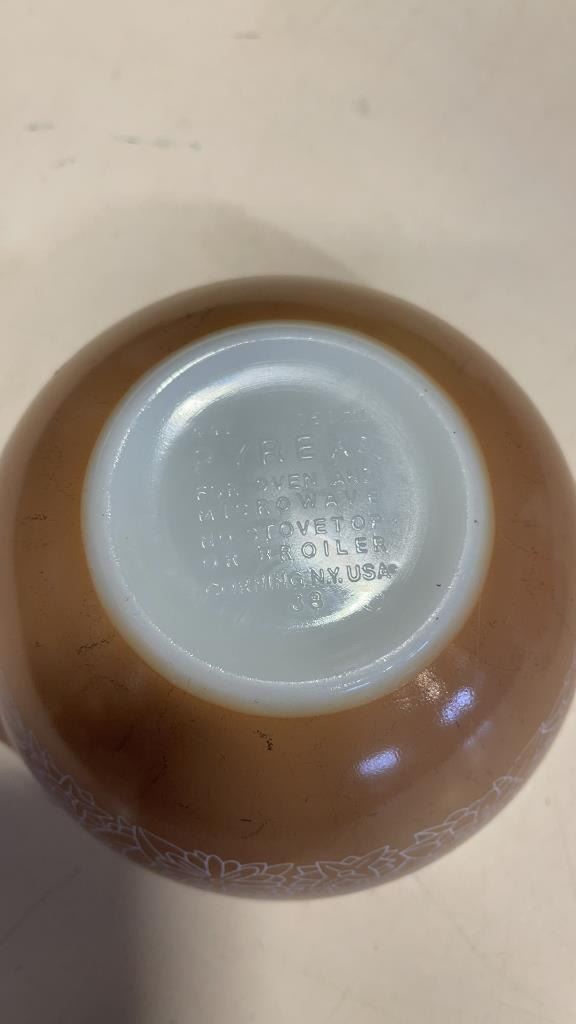 PYREX®
FOR OVEN AND
MICROWAVE
NO STOVETOP
OR BROILER
CORNING, N.Y. USA
38